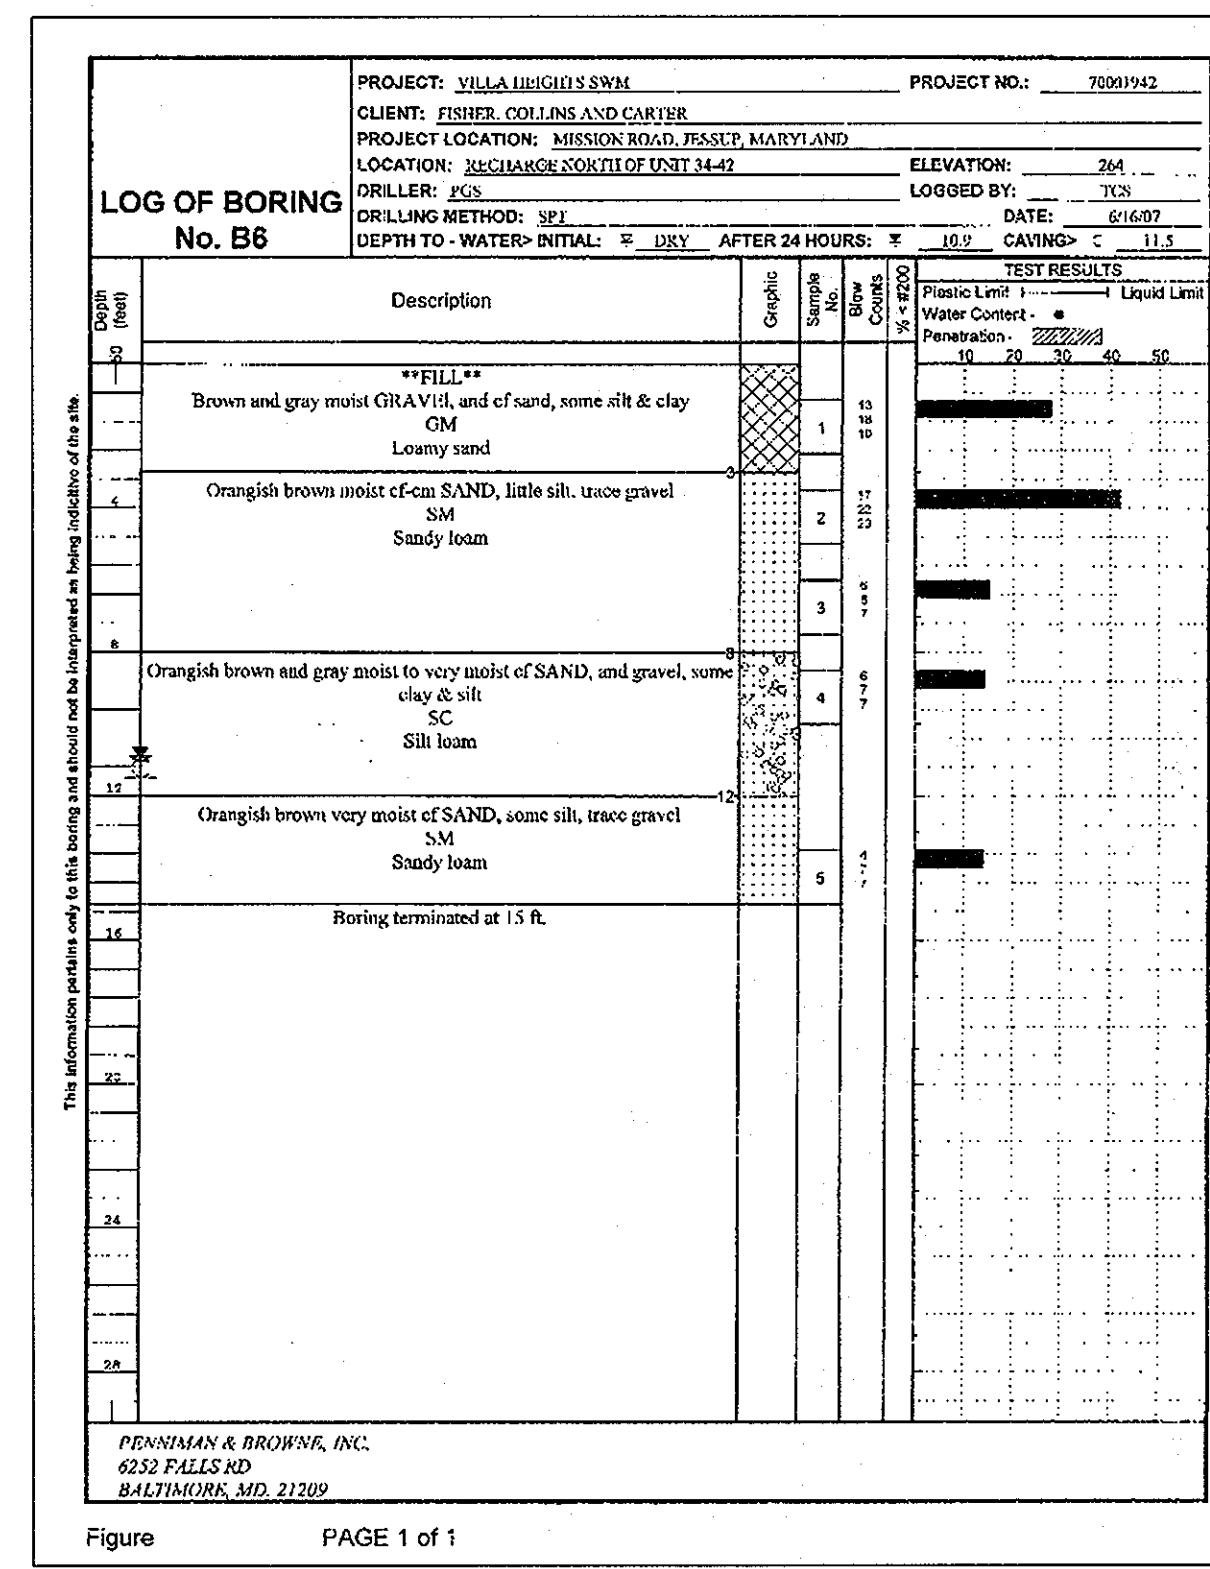 PROJECT: VILLA HEIGHTS SWM PROJECT NO.:
CLIENT: FISHER, COLLINS AND CARTER
PROJECT LOCATION: MISSION ROAD, JESSUP, MARYLAND
LOCATION: RECHARGE NORTH OF UNIT 34-42 ELEVATION: 264
LOG OF BORING
No. B6
DRILLER: PGS LOGGED BY: TCS
DRILLING METHOD: SPT DATE: 6/16/07
DEPTH TO - WATER> INITIAL: DRY AFTER 24 HOURS: 10.9 CAVING> C 11.5
Depth (feet)
Description
Graphic
Sample No.
Blow Counts
% < #200
TEST RESULTS
Plastic Limit Liquid Limit
Water Content -
Penetration -
10 20 30 40 50
**FILL**
Brown and gray moist GRAVEL, and cf sand, some silt & clay
GM
Loamy sand
1
13
18
10
3
Orangish brown moist cf-cm SAND, little silt, trace gravel
SM
Sandy loam
4
2
17
22
20
3
7
8
8
Orangish brown and gray moist to very moist cf SAND, and gravel, some
clay & silt
SC
Silt loam
4
6
7
7
12
12
Orangish brown very moist cf SAND, some silt, trace gravel
SM
Sandy loam
5
4
7
7
Boring terminated at 15 ft.
16
20
24
28
This information pertains only to this boring and should not be interpreted as being indicitive of the site.
PENNIMAN & BROWNE, INC.
6252 FALLS RD
BALTIMORE, MD. 21209
Figure PAGE 1 of 1